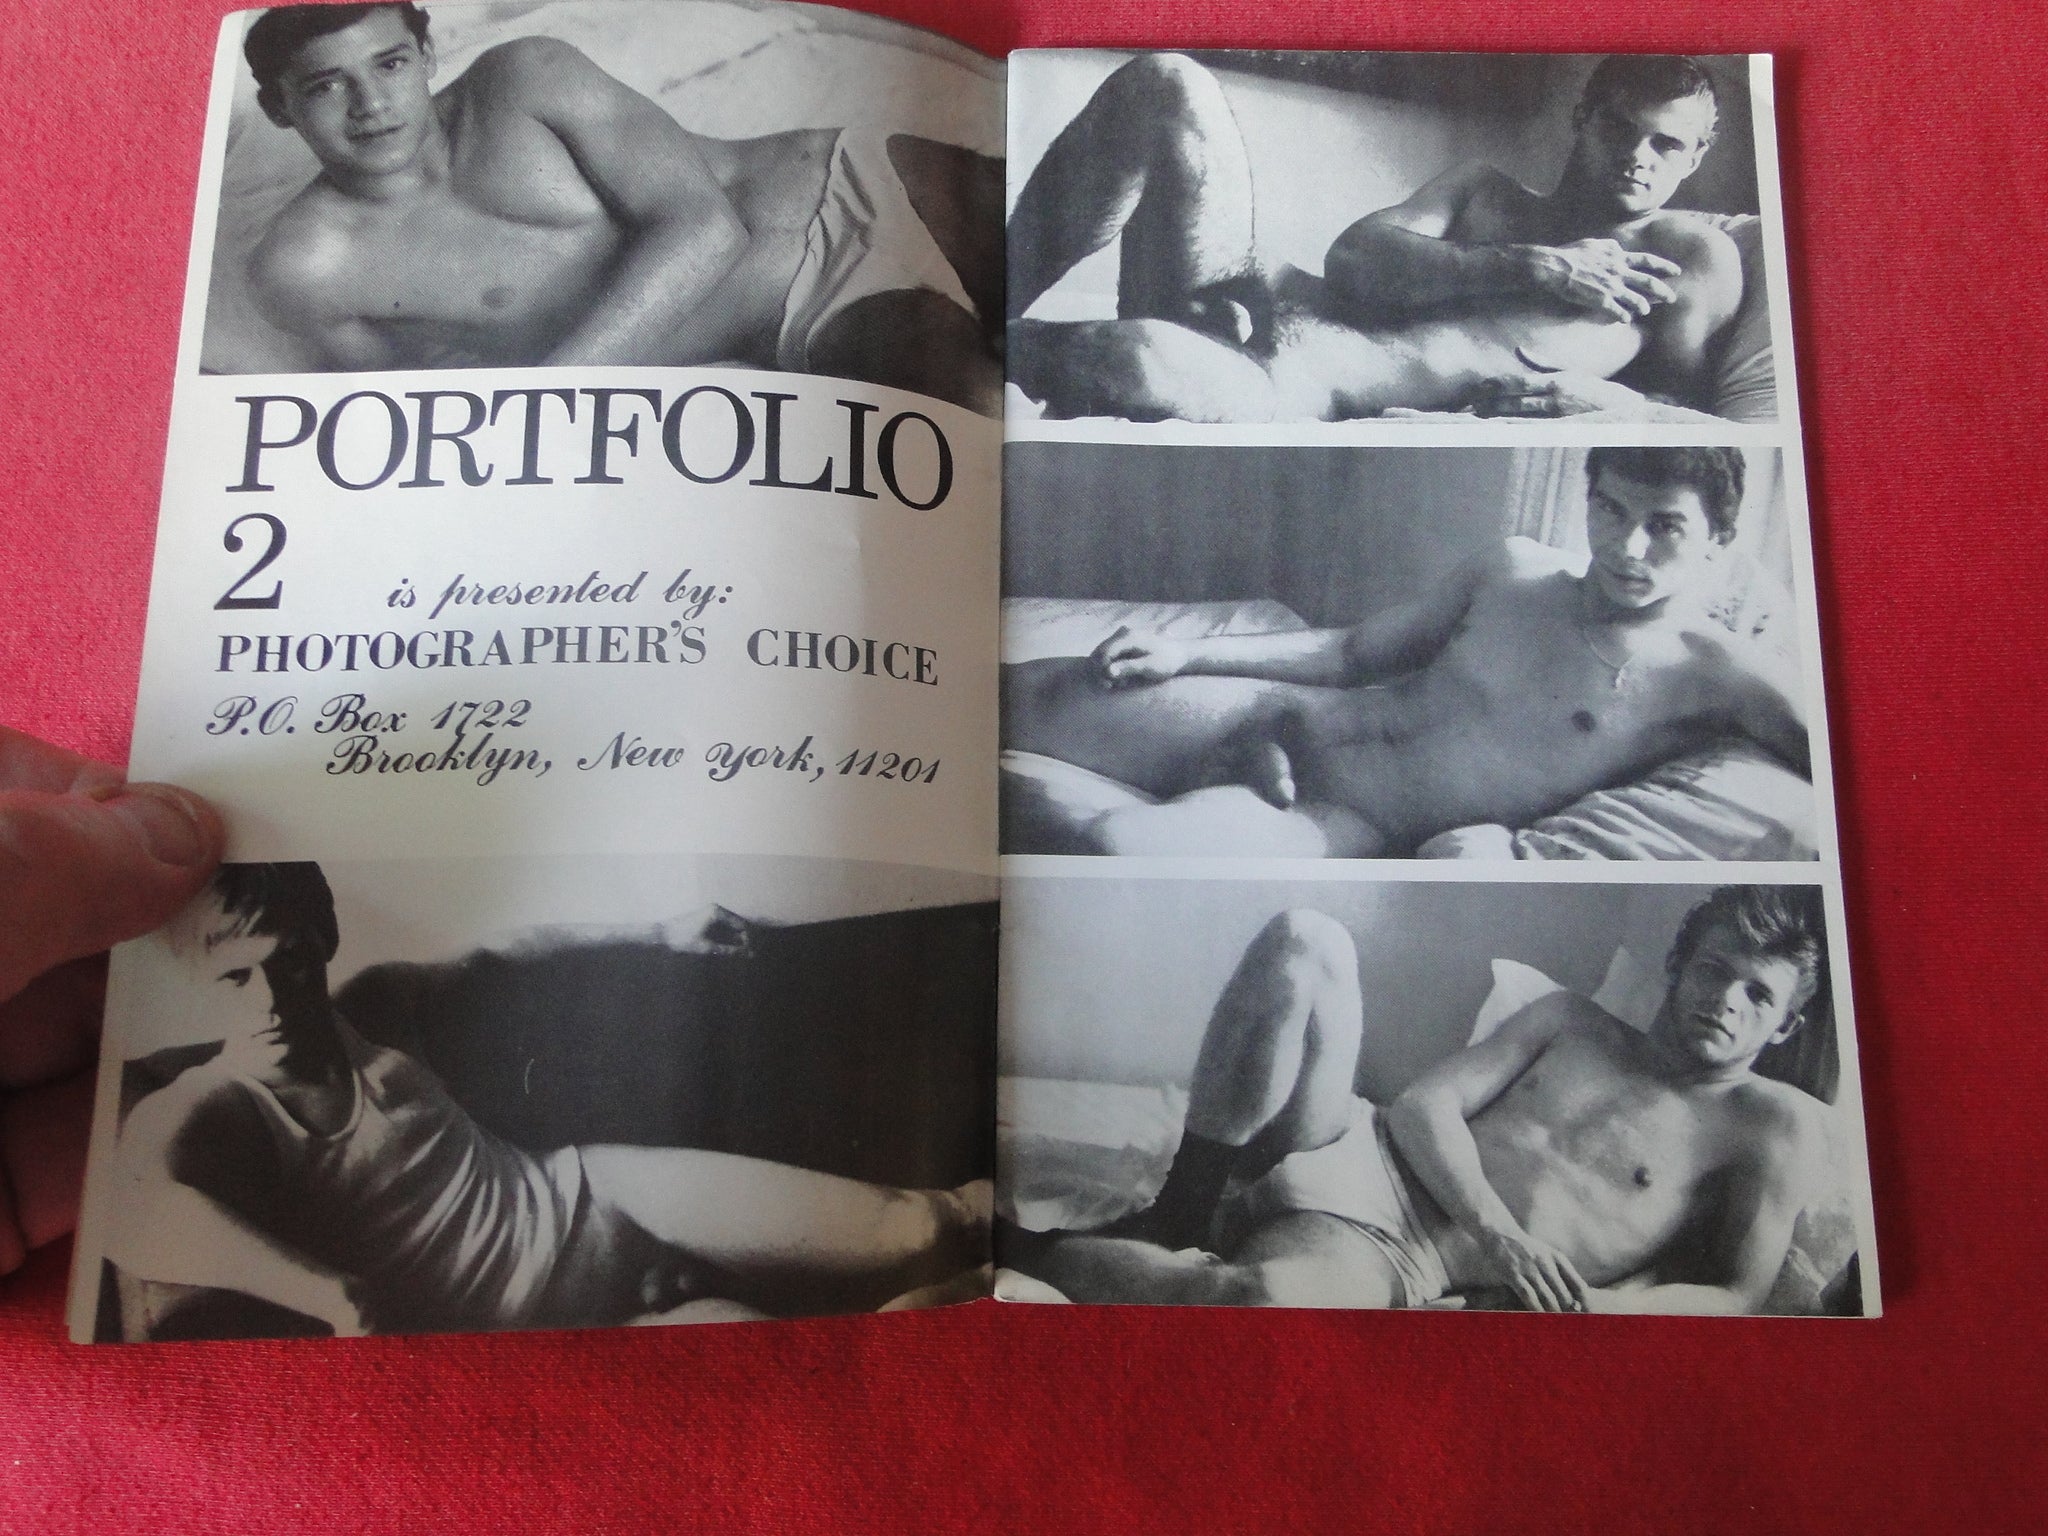 PORTFOLIO
2
is presented by:
PHOTOGRAPHER'S CHOICE
P.O. Box 1722
Brooklyn, New York, 11201